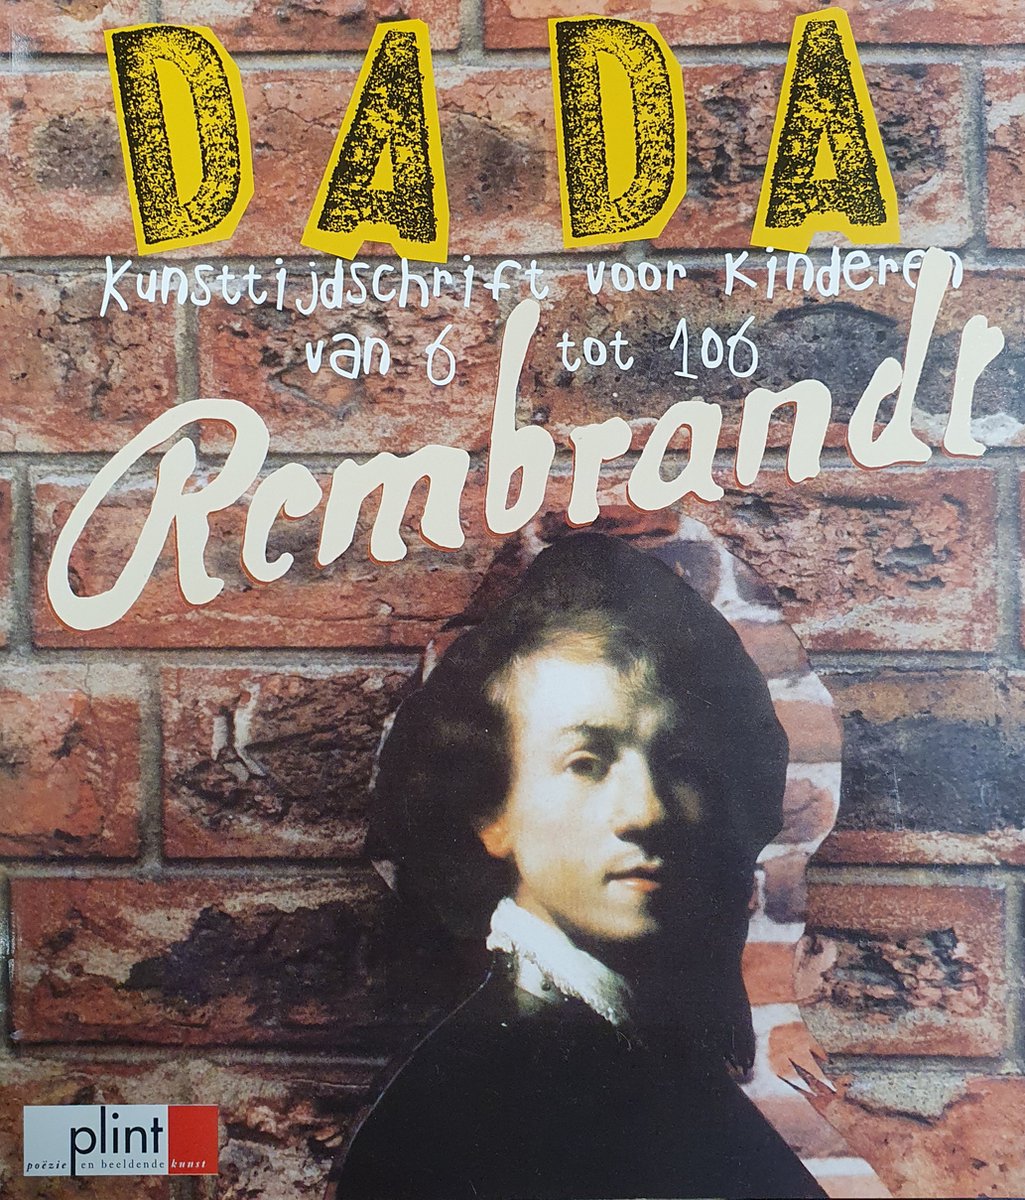 DADA
kunsttijdschrift voor kinderen
van 6 tot 106
Rembrandt
plint
poëzie en beeldende kunst